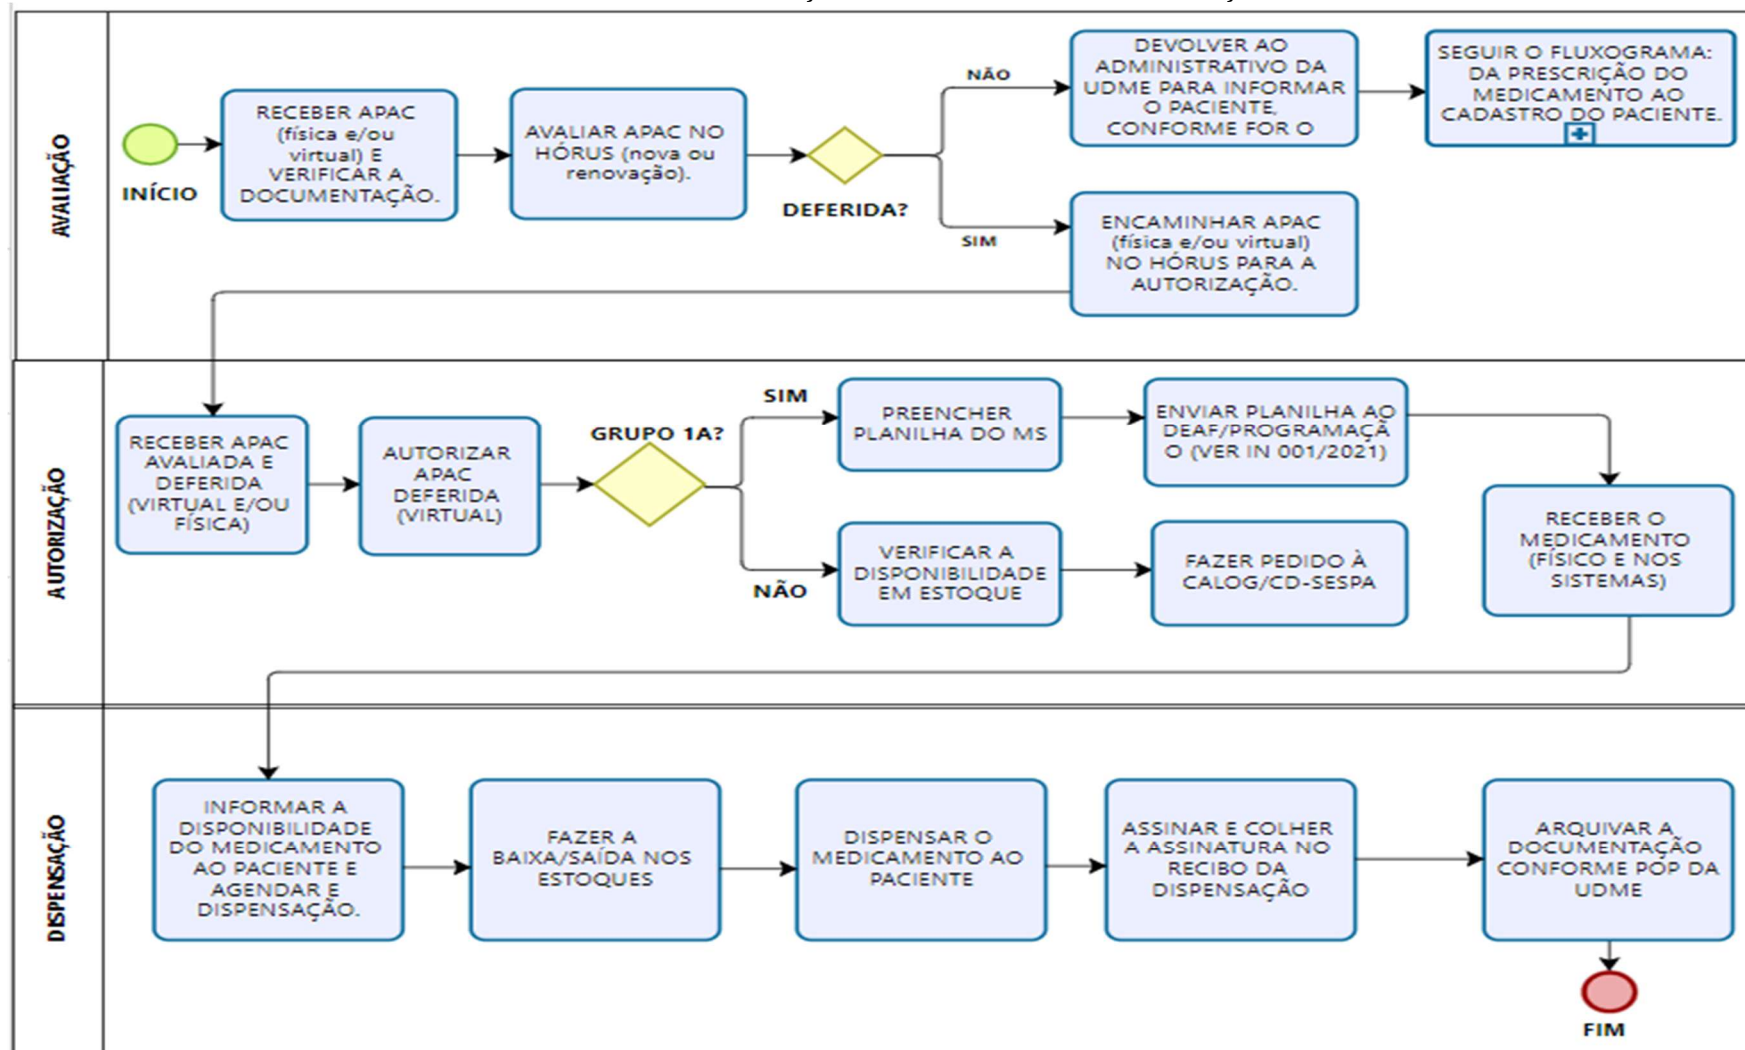 AVALIAÇÃO
INÍCIO
RECEBER APAC
(física e/ou
virtual) E
VERIFICAR A
DOCUMENTAÇÃO.
AVALIAR APAC NO
HÓRUS (nova ou
renovação).
DEFERIDA?
NÃO
DEVOLVER AO
ADMINISTRATIVO DA
UDME PARA INFORMAR
O PACIENTE,
CONFORME FOR O
SEGUIR O FLUXOGRAMA:
DA PRESCRIÇÃO DO
MEDICAMENTO AO
CADASTRO DO PACIENTE.
SIM
ENCAMINHAR APAC
(física e/ou virtual)
NO HÓRUS PARA A
AUTORIZAÇÃO.
AUTORIZAÇÃO
RECEBER APAC
AVALIADA E
DEFERIDA
(VIRTUAL E/OU
FÍSICA)
AUTORIZAR
APAC
DEFERIDA
(VIRTUAL)
GRUPO 1A?
SIM
PREENCHER
PLANILHA DO MS
ENVIAR PLANILHA AO
DEAF/PROGRAMAÇÃ
O (VER IN 001/2021)
NÃO
VERIFICAR A
DISPONIBILIDADE
EM ESTOQUE
FAZER PEDIDO À
CALOG/CD-SESPA
RECEBER O
MEDICAMENTO
(FÍSICO E NOS
SISTEMAS)
DISPENSAÇÃO
INFORMAR A
DISPONIBILIDADE
DO MEDICAMENTO
AO PACIENTE E
AGENDAR E
DISPENSAÇÃO.
FAZER A
BAIXA/SAÍDA NOS
ESTOQUES
DISPENSAR O
MEDICAMENTO AO
PACIENTE
ASSINAR E COLHER
A ASSINATURA NO
RECIBO DA
DISPENSAÇÃO
ARQUIVAR A
DOCUMENTAÇÃO
CONFORME POP DA
UDME
FIM